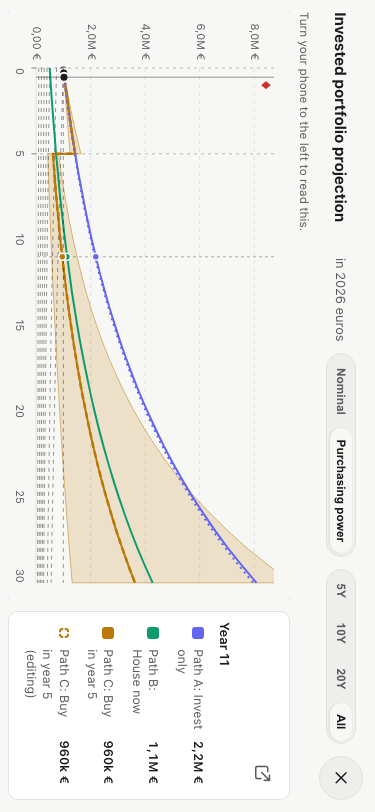 Invested portfolio projection in 2026 euros
Nominal Purchasing power
5Y 10Y 20Y All
Turn your phone to the left to read this.
8,0M €
6,0M €
4,0M €
2,0M €
0,00 €
0 5 10 15 20 25 30
Year 11
Path A: Invest only 2,2M €
Path B: House now 1,1M €
Path C: Buy in year 5 960k €
Path C: Buy in year 5 (editing) 960k €